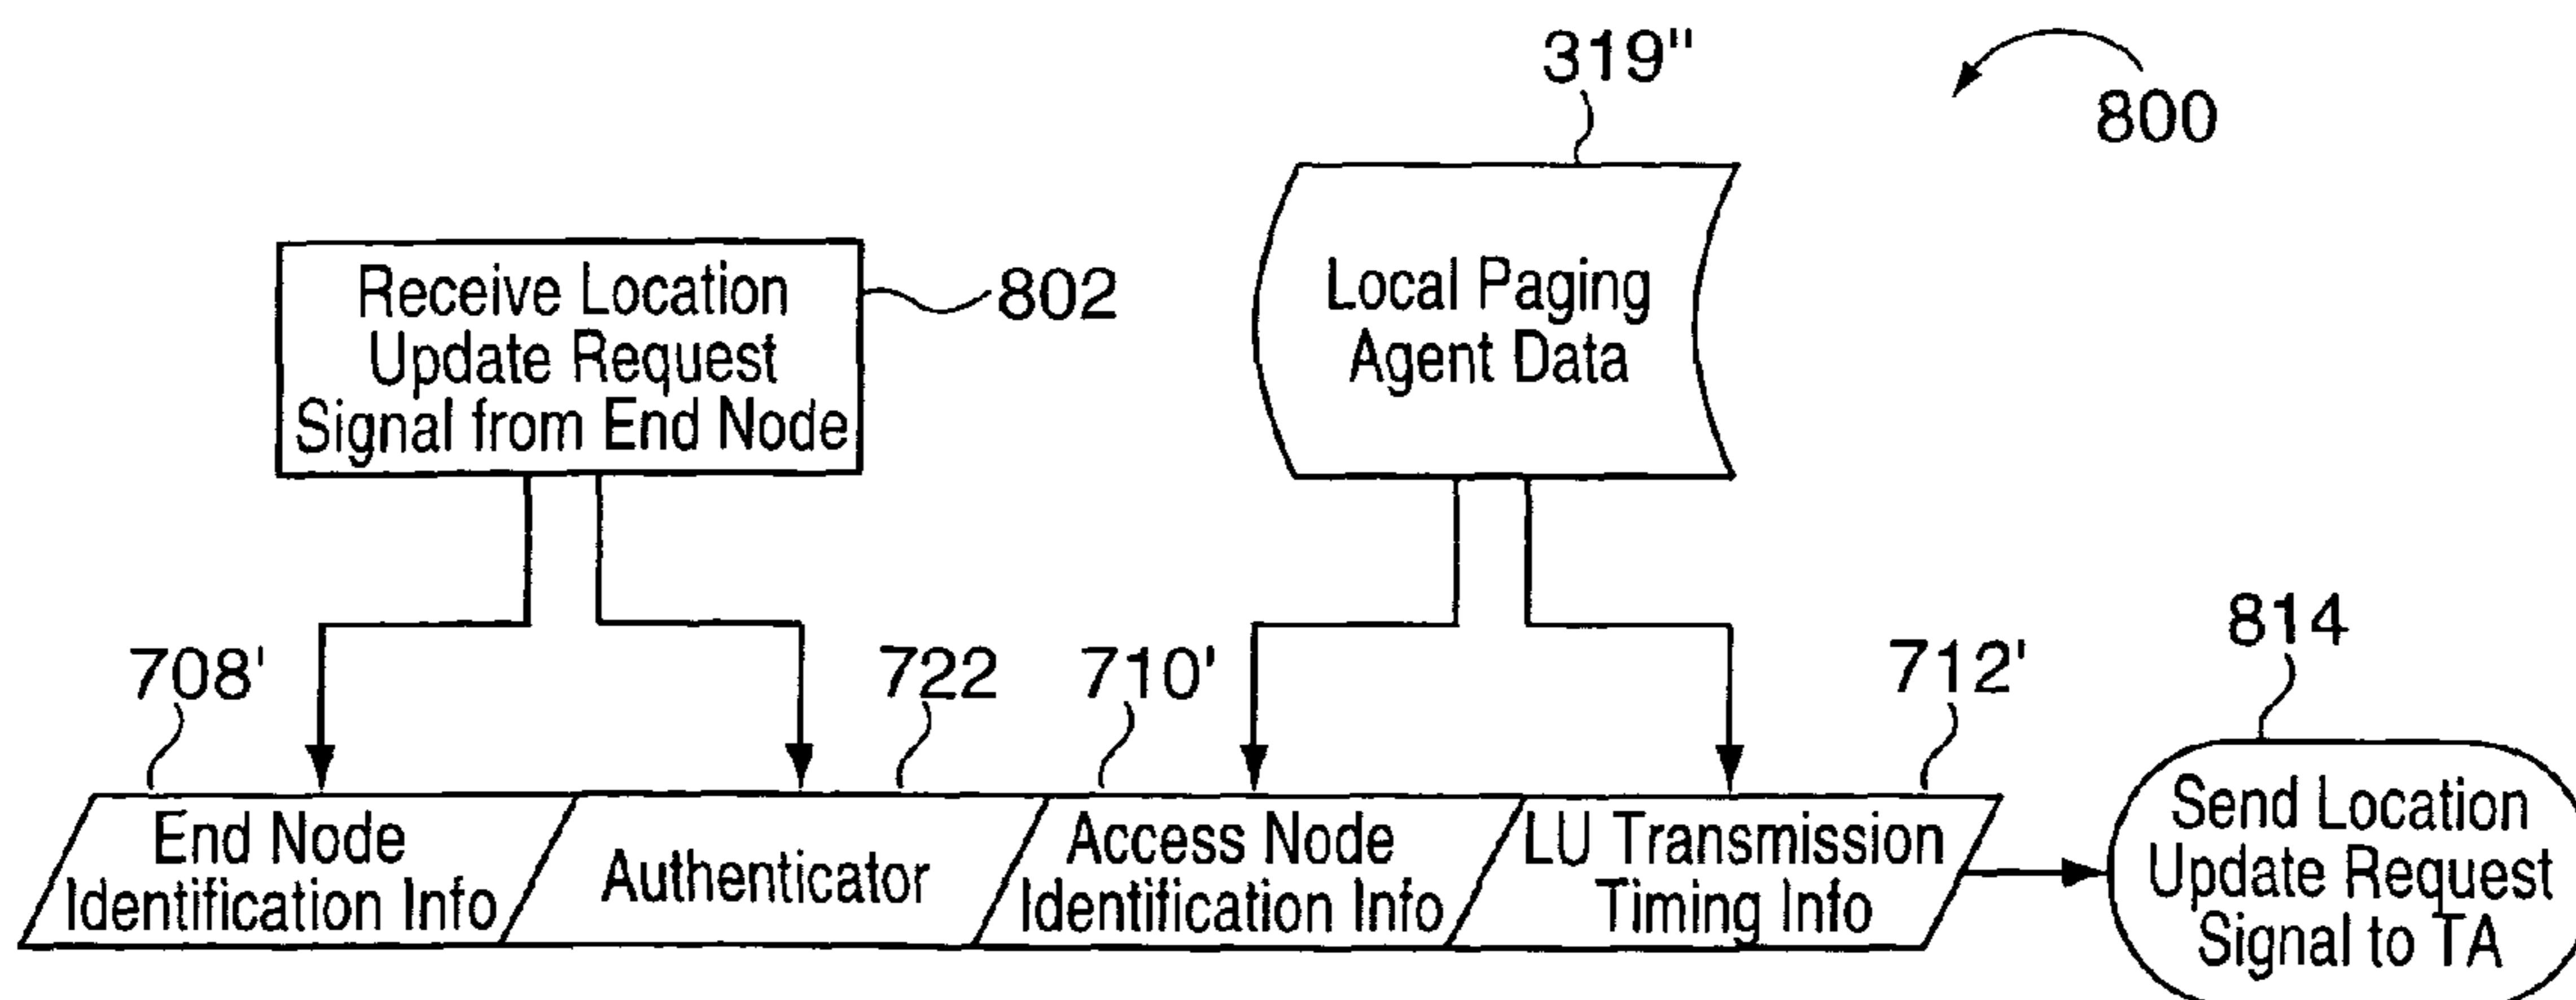 319"
800
Receive Location
Update Request
Signal from End Node
802
Local Paging
Agent Data
708'
722
710'
712'
814
End Node
Identification Info
Authenticator
Access Node
Identification Info
LU Transmission
Timing Info
Send Location
Update Request
Signal to TA